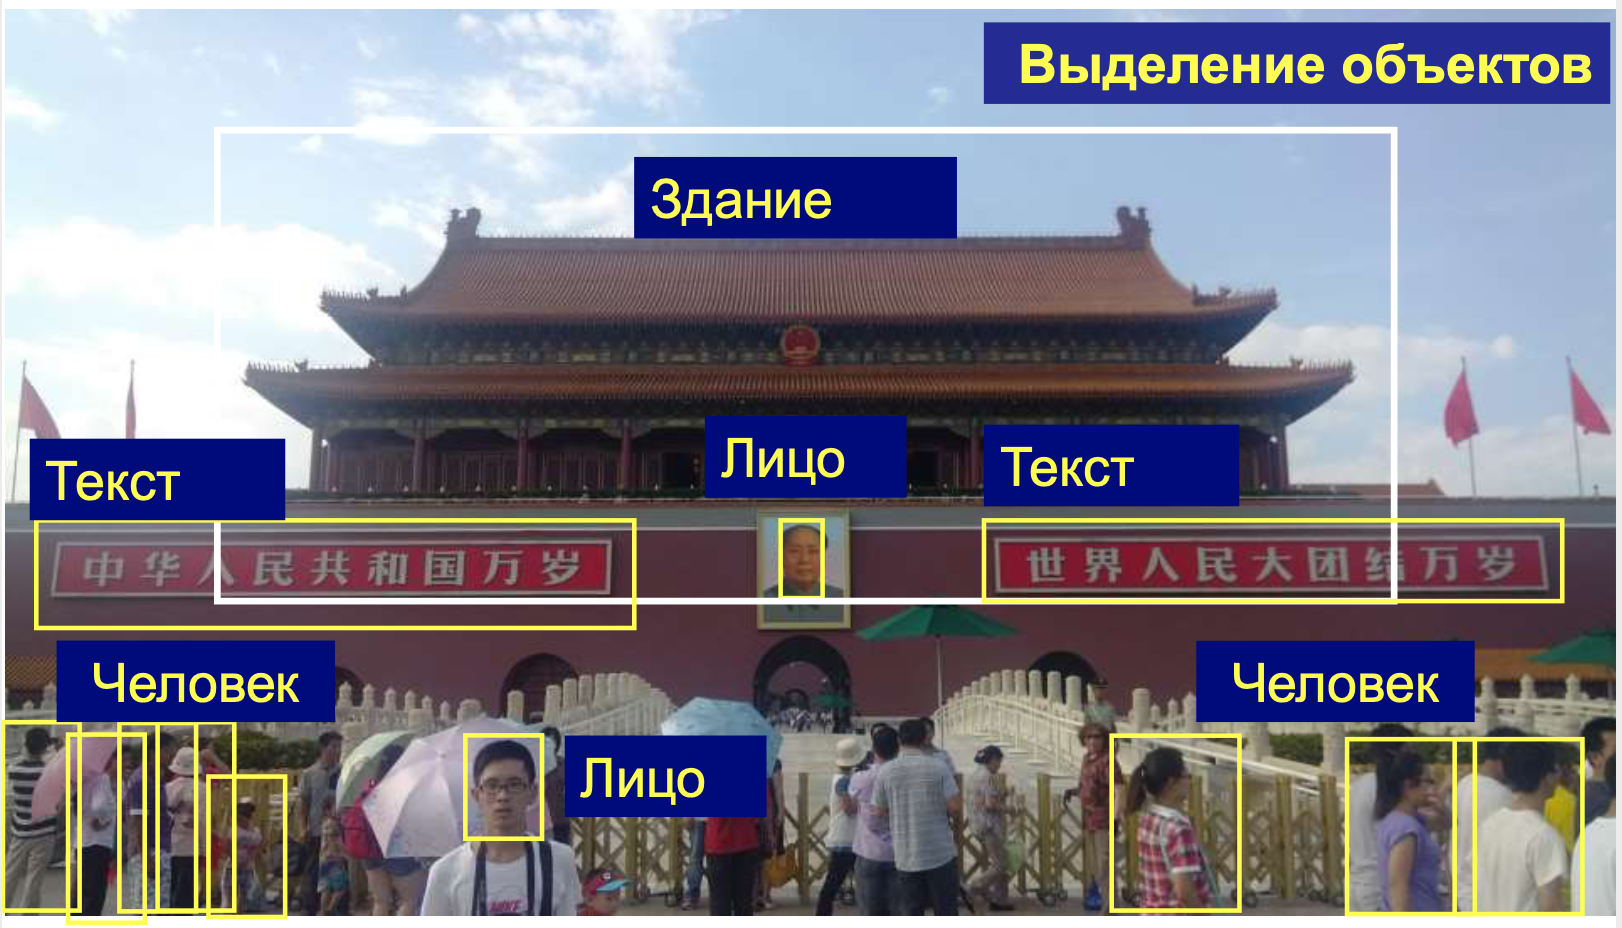 Выделение объектов
Здание
Лицо
Текст
Текст
中华人民共和国万岁
世界人民大团结万岁
Человек
Человек
Лицо